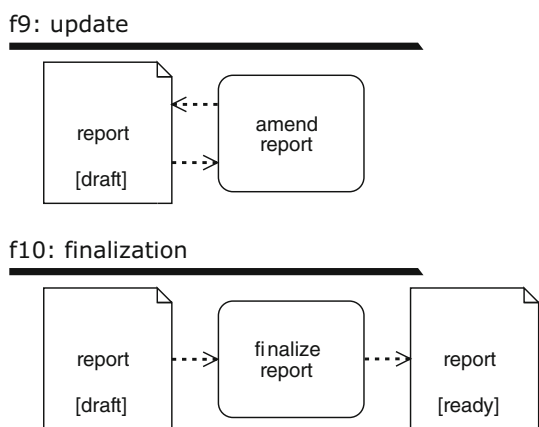 f9: update
report
[draft]
amend
report
f10: finalization
report
[draft]
finalize
report
report
[ready]